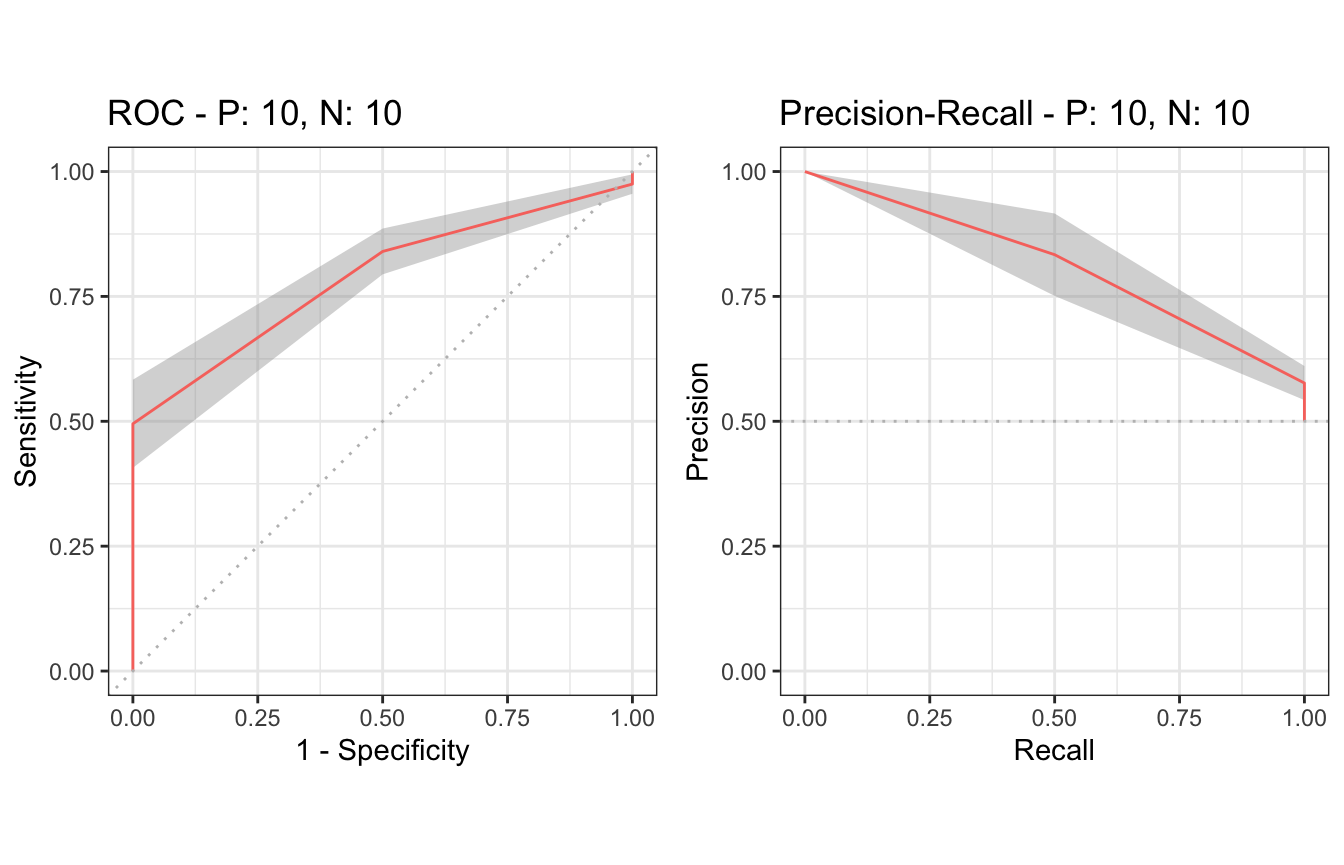 ROC - P: 10, N: 10
1.00
0.75
0.50
0.25
0.00
Sensitivity
0.00 0.25 0.50 0.75 1.00
1 - Specificity
Precision-Recall - P: 10, N: 10
1.00
0.75
0.50
0.25
0.00
Precision
0.00 0.25 0.50 0.75 1.00
Recall